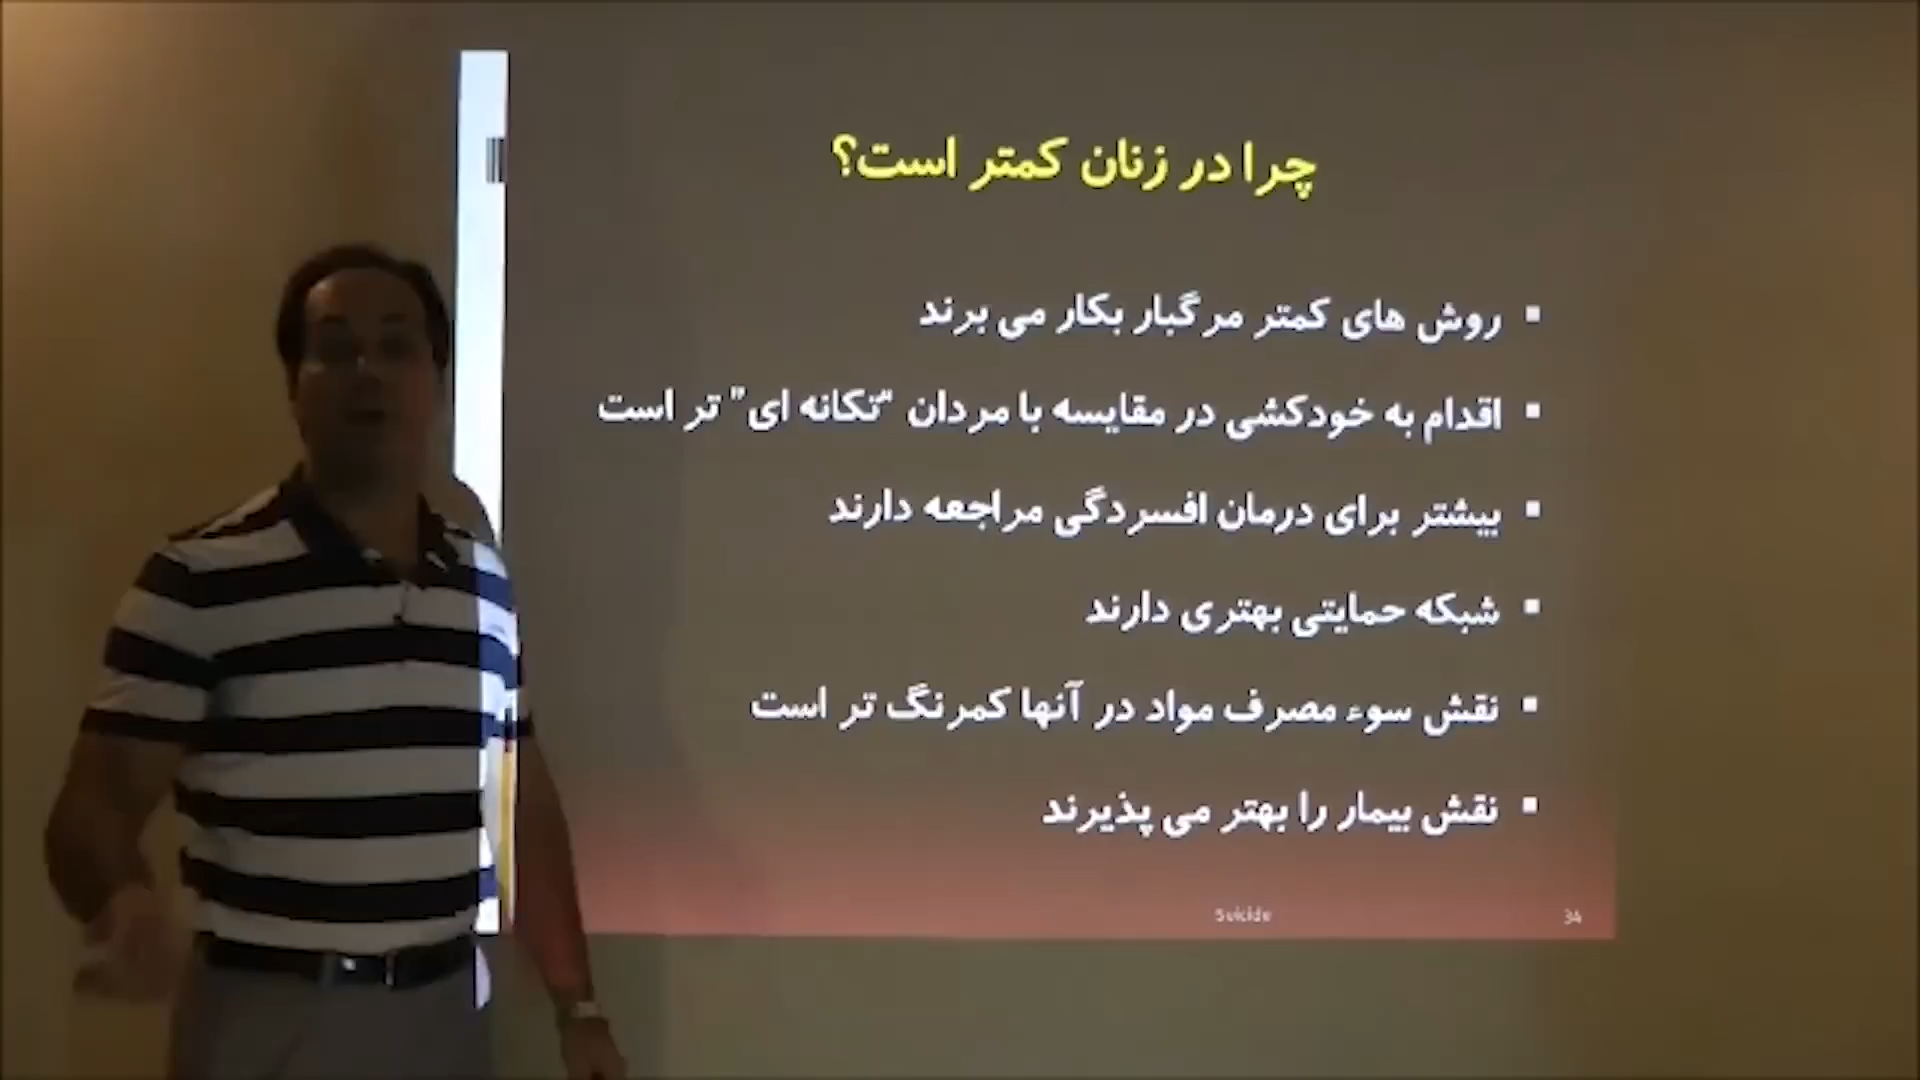 چرا در زنان کمتر است؟
▪ روش های کمتر مرگبار بکار می برند
▪ اقدام به خودکشی در مقایسه با مردان "تکانه ای" تر است
▪ بیشتر برای درمان افسردگی مراجعه دارند
▪ شبکه حمایتی بهتری دارند
▪ نقش سوء مصرف مواد در آنها کمرنگ تر است
▪ نقش بیمار را بهتر می پذیرند
Suicide
34